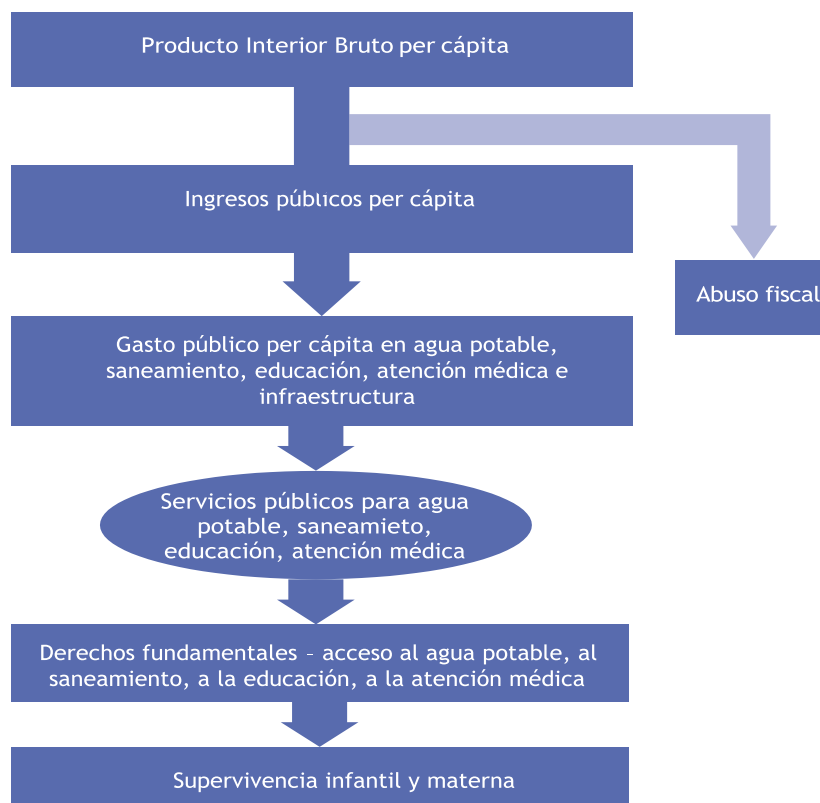 Producto Interior Bruto per cápita
Ingresos públicos per cápita
Abuso fiscal
Gasto público per cápita en agua potable,
saneamiento, educación, atención médica e
infraestructura
Servicios públicos para agua
potable, saneamieto,
educación, atención médica
Derechos fundamentales – acceso al agua potable, al
saneamiento, a la educación, a la atención médica
Supervivencia infantil y materna